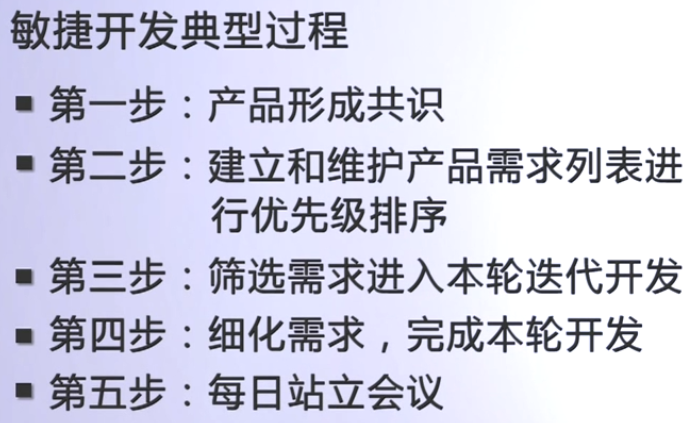 敏捷开发典型过程
■ 第一步：产品形成共识
■ 第二步：建立和维护产品需求列表进
行优先级排序
■ 第三步：筛选需求进入本轮迭代开发
■ 第四步：细化需求，完成本轮开发
■ 第五步：每日站立会议